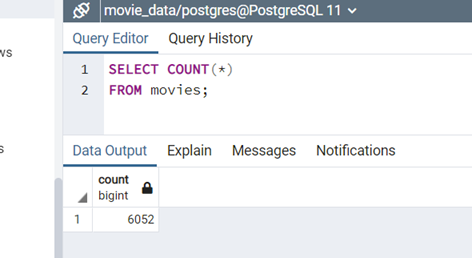 movie_data/postgres@PostgreSQL 11
ws
Query Editor Query History
1 SELECT COUNT(*)
2 FROM movies;
s
Data Output Explain Messages Notifications
count
bigint
1 6052